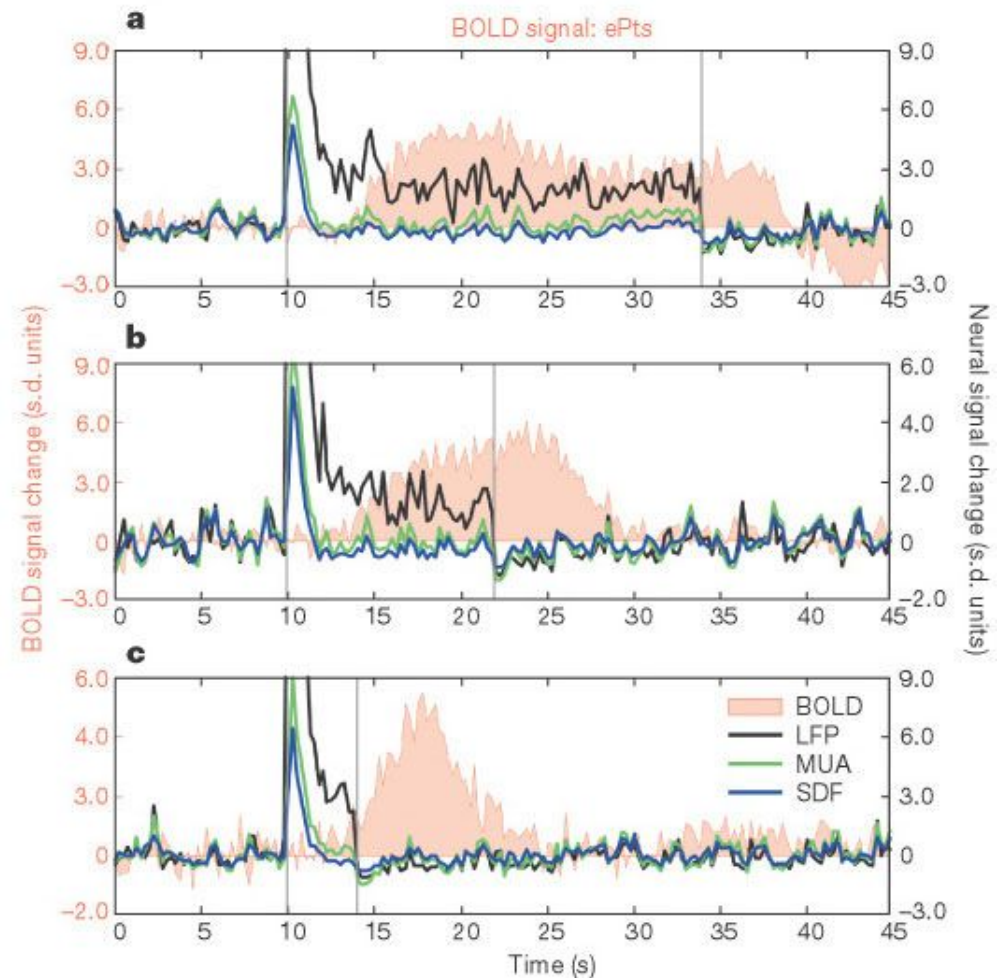 a
BOLD signal: ePts
9.0 9.0
6.0 6.0
3.0 3.0
0 0
−3.0 −3.0
0 5 10 15 20 25 30 35 40 45
b
9.0 6.0
6.0 4.0
3.0 2.0
0 0
−3.0 −2.0
0 5 10 15 20 25 30 35 40 45
BOLD signal change (s.d. units)
Neural signal change (s.d. units)
c
6.0 9.0
4.0 6.0
3.0 3.0
0 0
−2.0 −3.0
BOLD
LFP
MUA
SDF
0 5 10 15 20 25 30 35 40 45
Time (s)